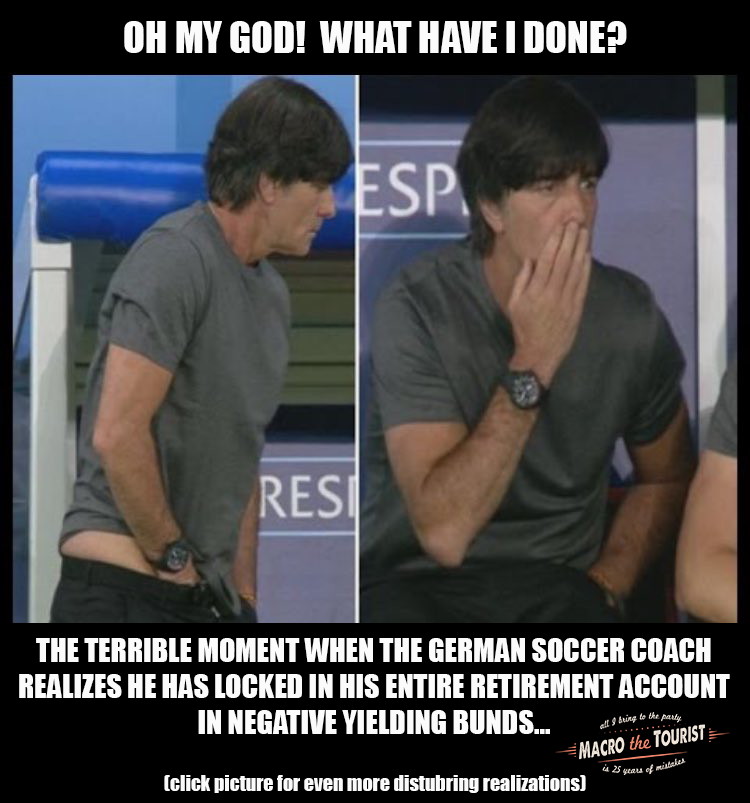 OH MY GOD!  WHAT HAVE I DONE?
ESP
RES
THE TERRIBLE MOMENT WHEN THE GERMAN SOCCER COACH
REALIZES HE HAS LOCKED IN HIS ENTIRE RETIREMENT ACCOUNT
IN NEGATIVE YIELDING BUNDS...
all I bring to the party
MACRO the TOURIST
is 25 years of mistakes
(click picture for even more distubring realizations)